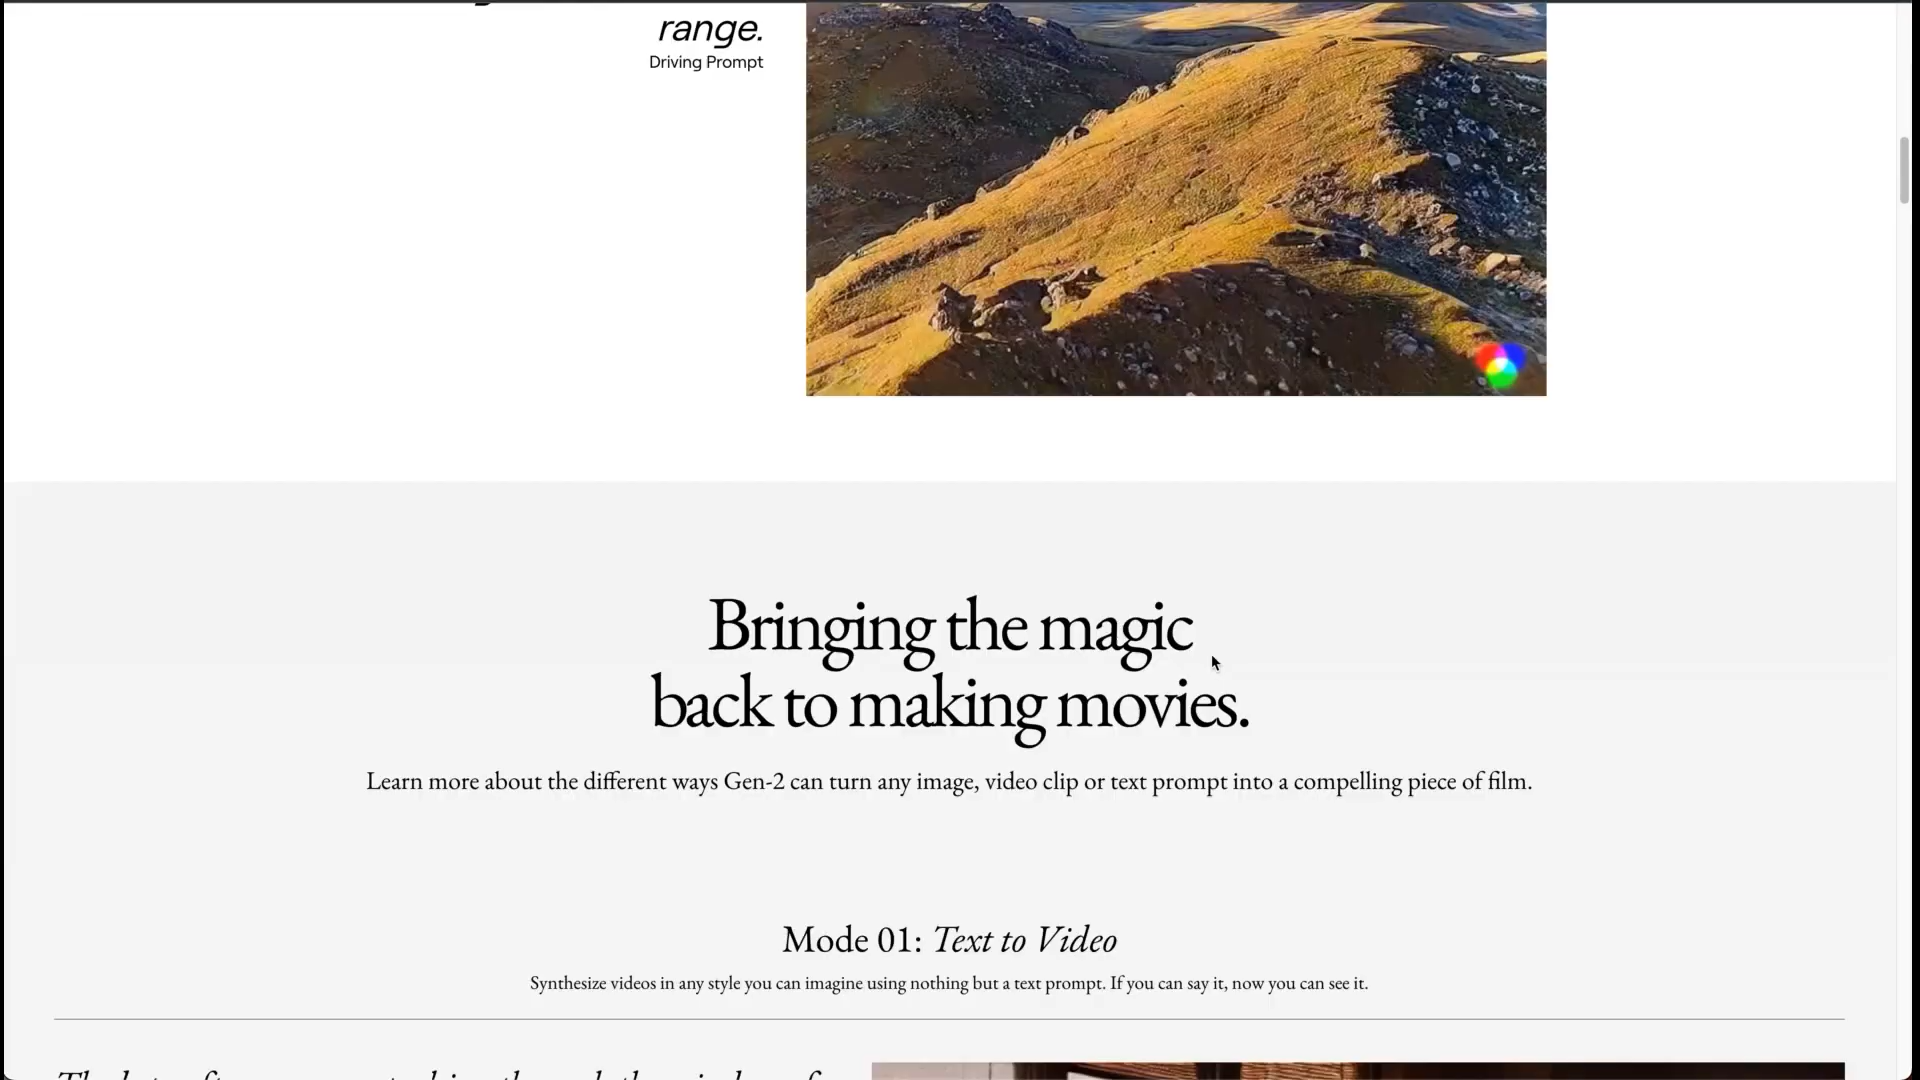 range.
Driving Prompt
Bringing the magic
back to making movies.
Learn more about the different ways Gen-2 can turn any image, video clip or text prompt into a compelling piece of film.
Mode 01: Text to Video
Synthesize videos in any style you can imagine using nothing but a text prompt. If you can say it, now you can see it.